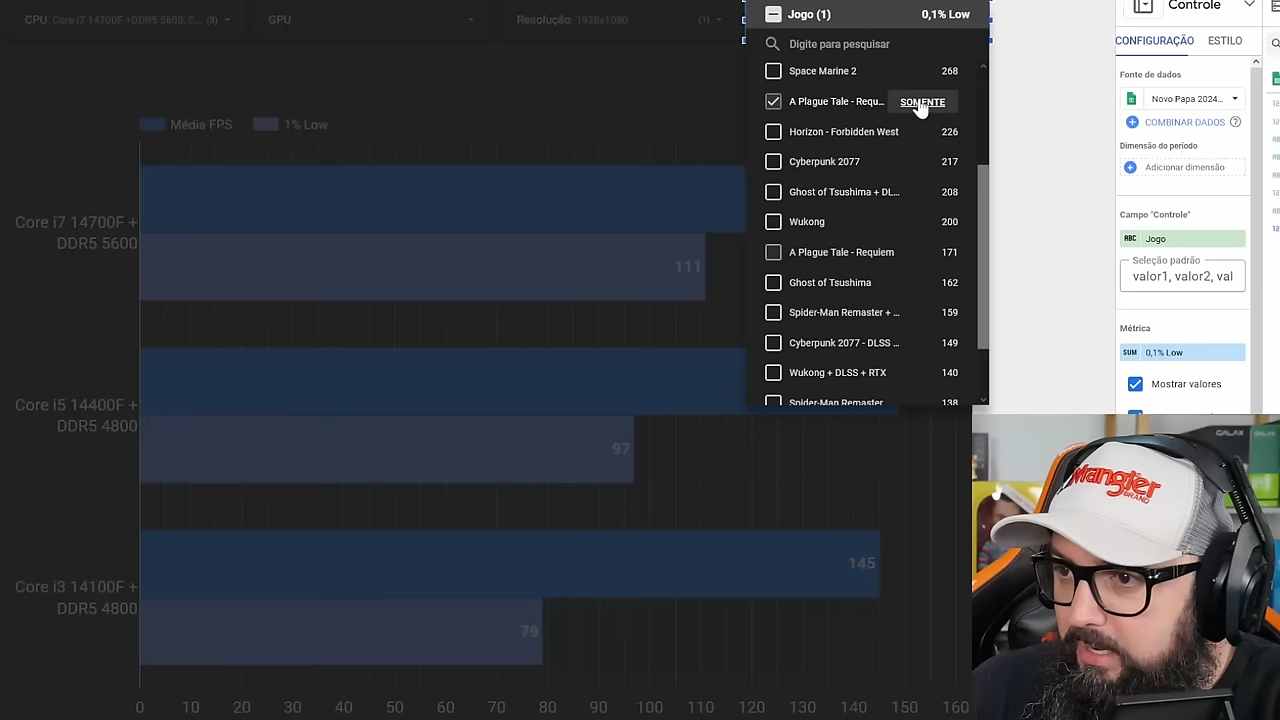 CPU: Core i7 14700F +DDR5 5600, C... (3)
GPU
Resolução: 1920x1080 (1)
Jogo (1) 0,1% Low
Digite para pesquisar
Space Marine 2 268
A Plague Tale - Requ... SOMENTE
Horizon - Forbidden West 226
Cyberpunk 2077 217
Ghost of Tsushima + DL... 208
Wukong 200
A Plague Tale - Requiem 171
Ghost of Tsushima 162
Spider-Man Remaster + ... 159
Cyberpunk 2077 - DLSS ... 149
Wukong + DLSS + RTX 140
Spider-Man Remaster 138
Média FPS
1% Low
Core i7 14700F +
DDR5 5600
111
Core i5 14400F +
DDR5 4800
97
Core i3 14100F +
DDR5 4800
145
79
0 10 20 30 40 50 60 70 80 90 100 110 120 130 140 150 160
Controle
CONFIGURAÇÃO ESTILO
Fonte de dados
Novo Papa 2024...
COMBINAR DADOS
Dimensão do período
Adicionar dimensão
Campo "Controle"
ABC Jogo
Seleção padrão
valor1, valor2, val
Métrica
SUM 0,1% Low
Mostrar valores
GALAX
Wrangler
BRAND